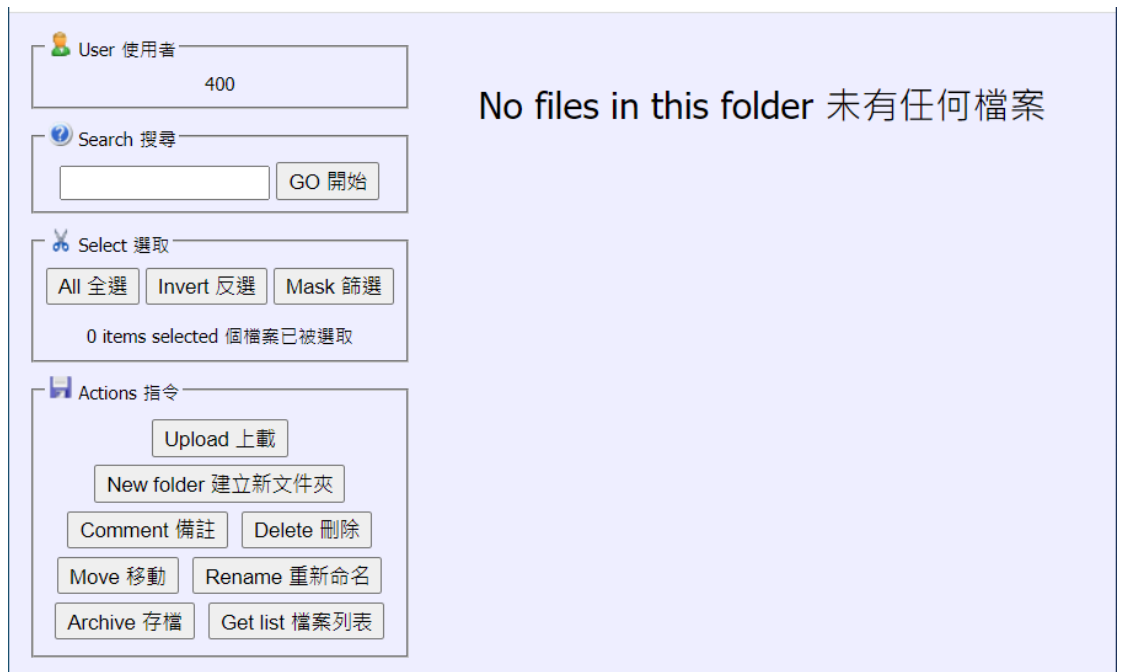 User 使用者
400
Search 搜尋
GO 開始
Select 選取
All 全選 Invert 反選 Mask 篩選
0 items selected 個檔案已被選取
Actions 指令
Upload 上載
New folder 建立新文件夾
Comment 備註 Delete 刪除
Move 移動 Rename 重新命名
Archive 存檔 Get list 檔案列表
No files in this folder 未有任何檔案